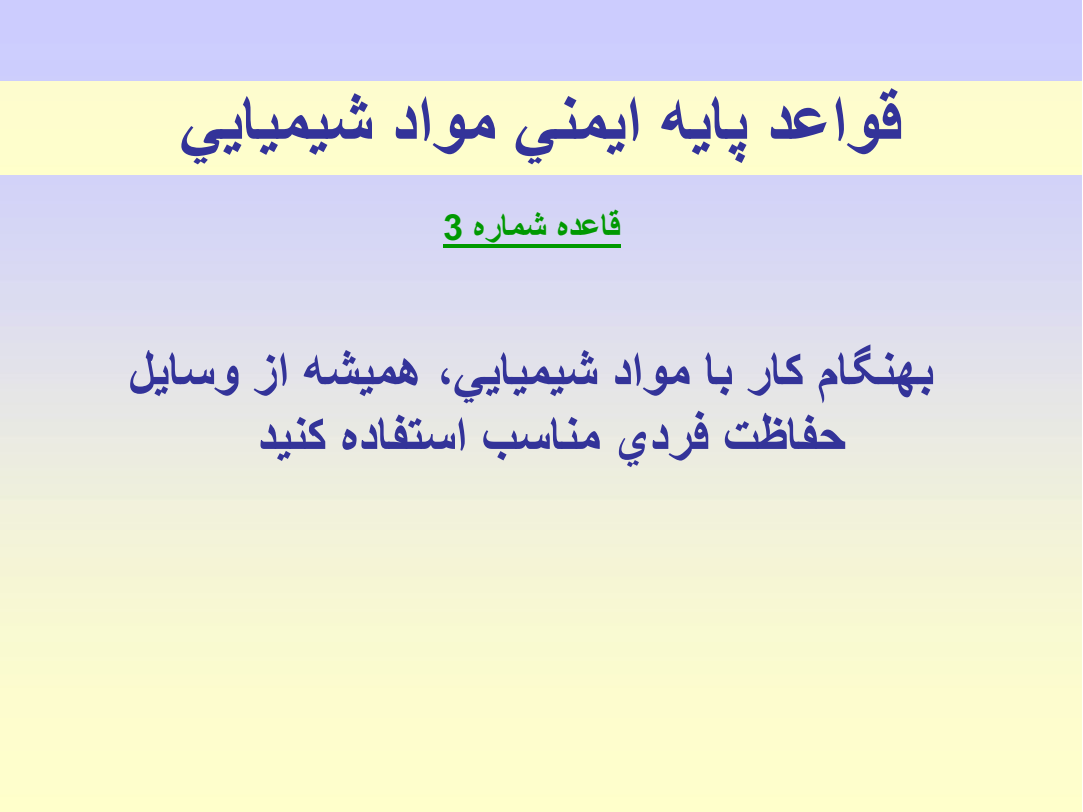 قواعد پايه ايمني مواد شيميايي
قاعده شماره 3
بهنگام كار با مواد شيميايي، هميشه از وسايل
حفاظت فردي مناسب استفاده كنيد